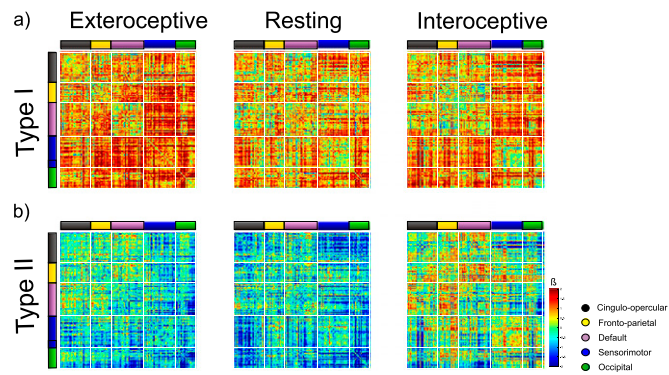 a) Exteroceptive Resting Interoceptive
Type I
b)
Type II
ß
Cingulo-opercular
Fronto-parietal
Default
Sensorimotor
Occipital